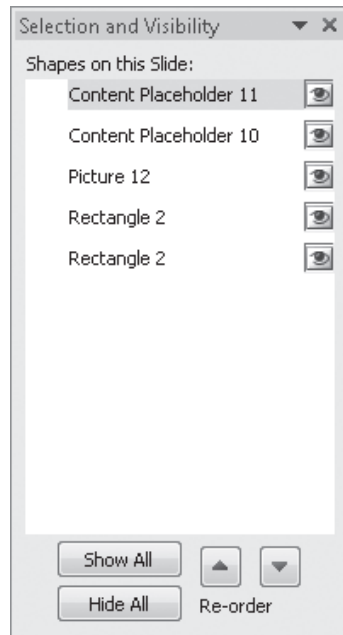 Selection and Visibility
Shapes on this Slide:
Content Placeholder 11
Content Placeholder 10
Picture 12
Rectangle 2
Rectangle 2
Show All
Hide All
Re-order